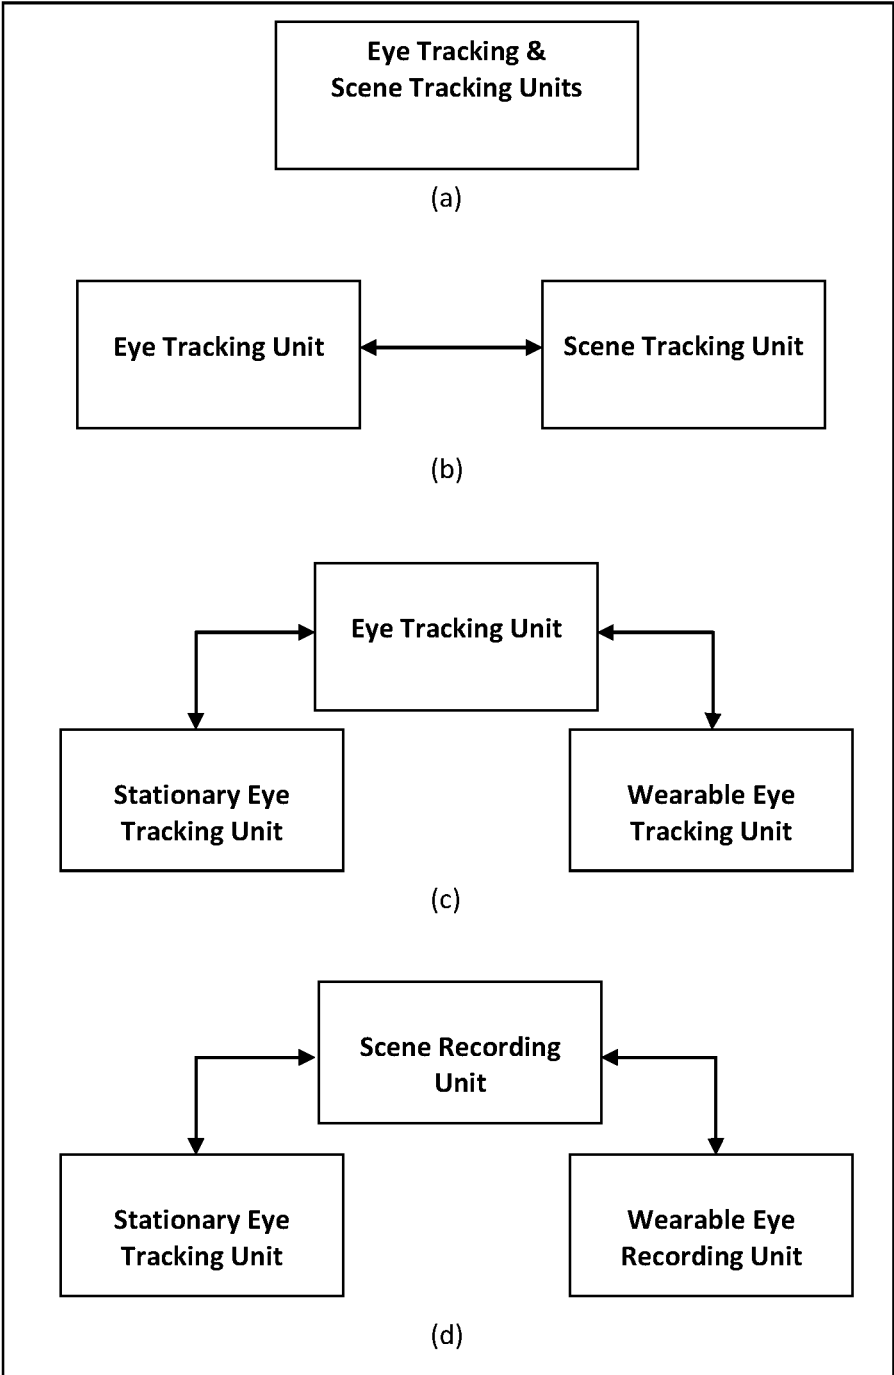 Eye Tracking &
Scene Tracking Units
(a)
Eye Tracking Unit
Scene Tracking Unit
(b)
Eye Tracking Unit
Stationary Eye
Tracking Unit
Wearable Eye
Tracking Unit
(c)
Scene Recording
Unit
Stationary Eye
Tracking Unit
Wearable Eye
Recording Unit
(d)